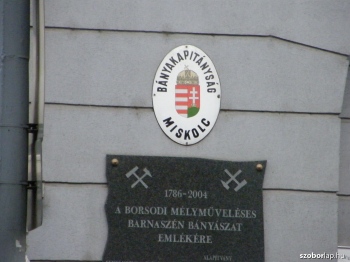 BÁNYAKAPITÁNYSÁG
MISKOLC
1786-2004
A BORSODI MÉLYMŰVELÉSES
BARNASZÉN BÁNYÁSZAT
EMLÉKÉRE
szoborlap.hu